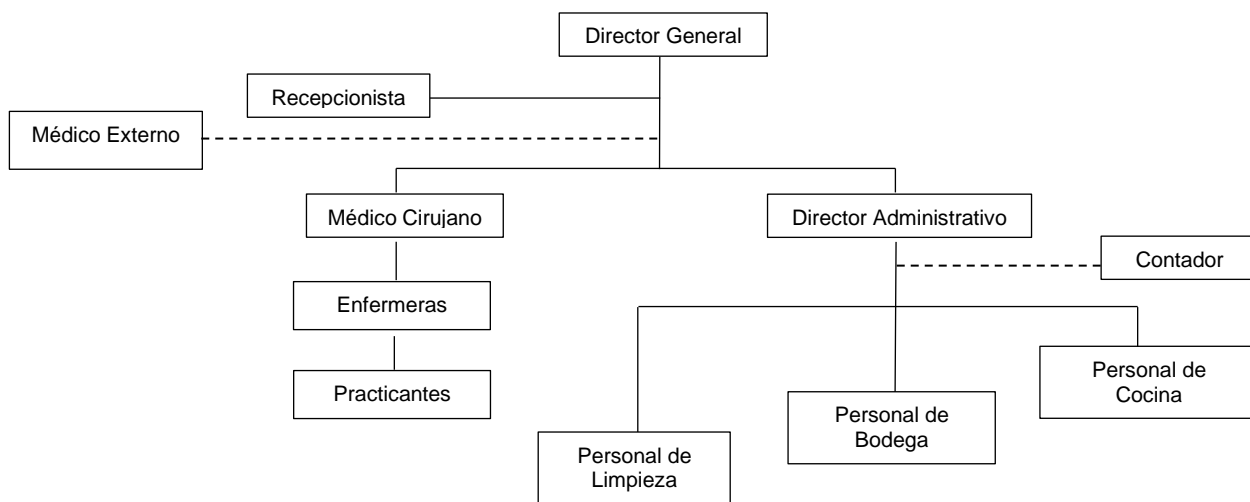 Director General
Recepcionista
Médico Externo
Médico Cirujano
Director Administrativo
Contador
Enfermeras
Practicantes
Personal de
Cocina
Personal de
Bodega
Personal de
Limpieza